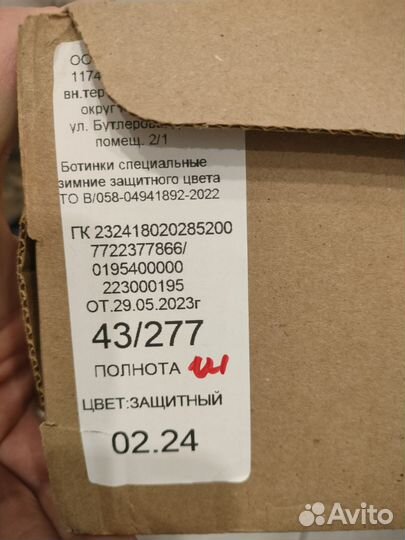 ОО
1174
вн.тер
округ
ул. Бутлеров
помещ. 2/1
Ботинки специальные
зимние защитного цвета
ТО В/058-04941892-2022
ГК 232418020285200
7722377866/
0195400000
223000195
ОТ.29.05.2023г
43/277
ПОЛНОТА
ЦВЕТ:ЗАЩИТНЫЙ
02.24
Avito